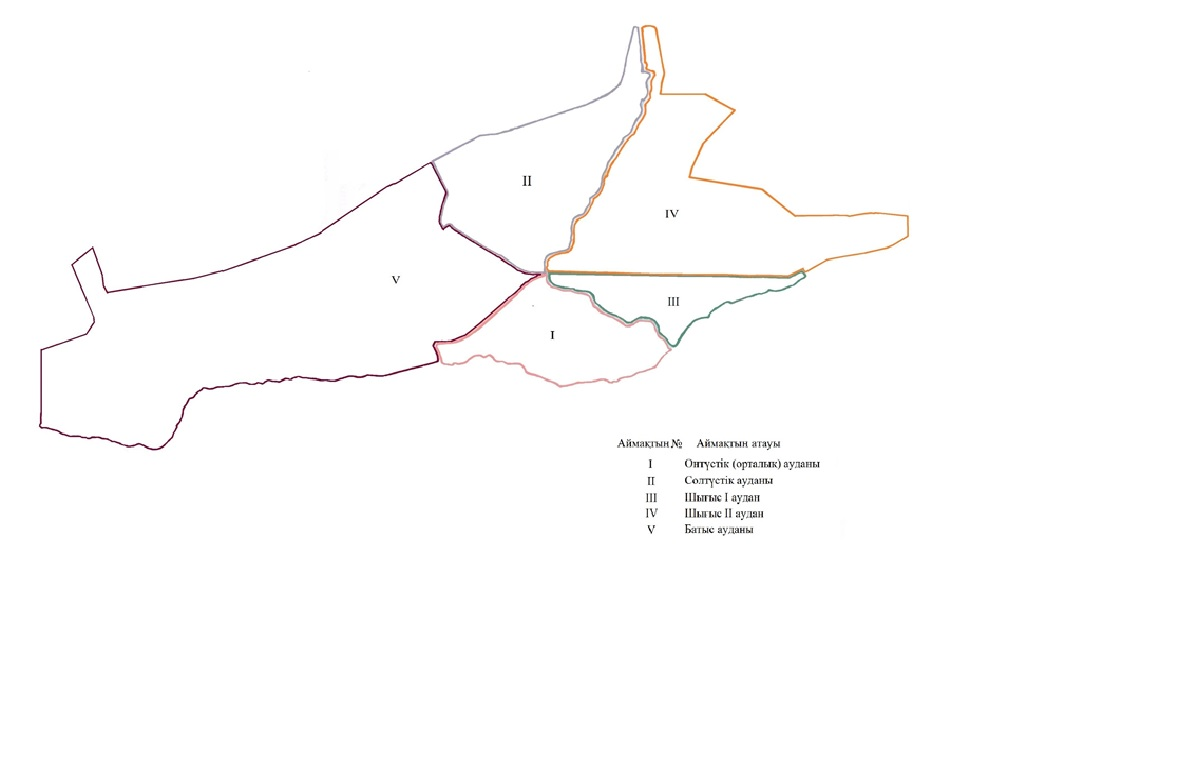 II
IV
V
III
I
Аймақтың № Аймақтың атауы
I Оңтүстік (орталық) ауданы
II Солтүстік ауданы
III Шығыс I аудан
IV Шығыс II аудан
V Батыс ауданы